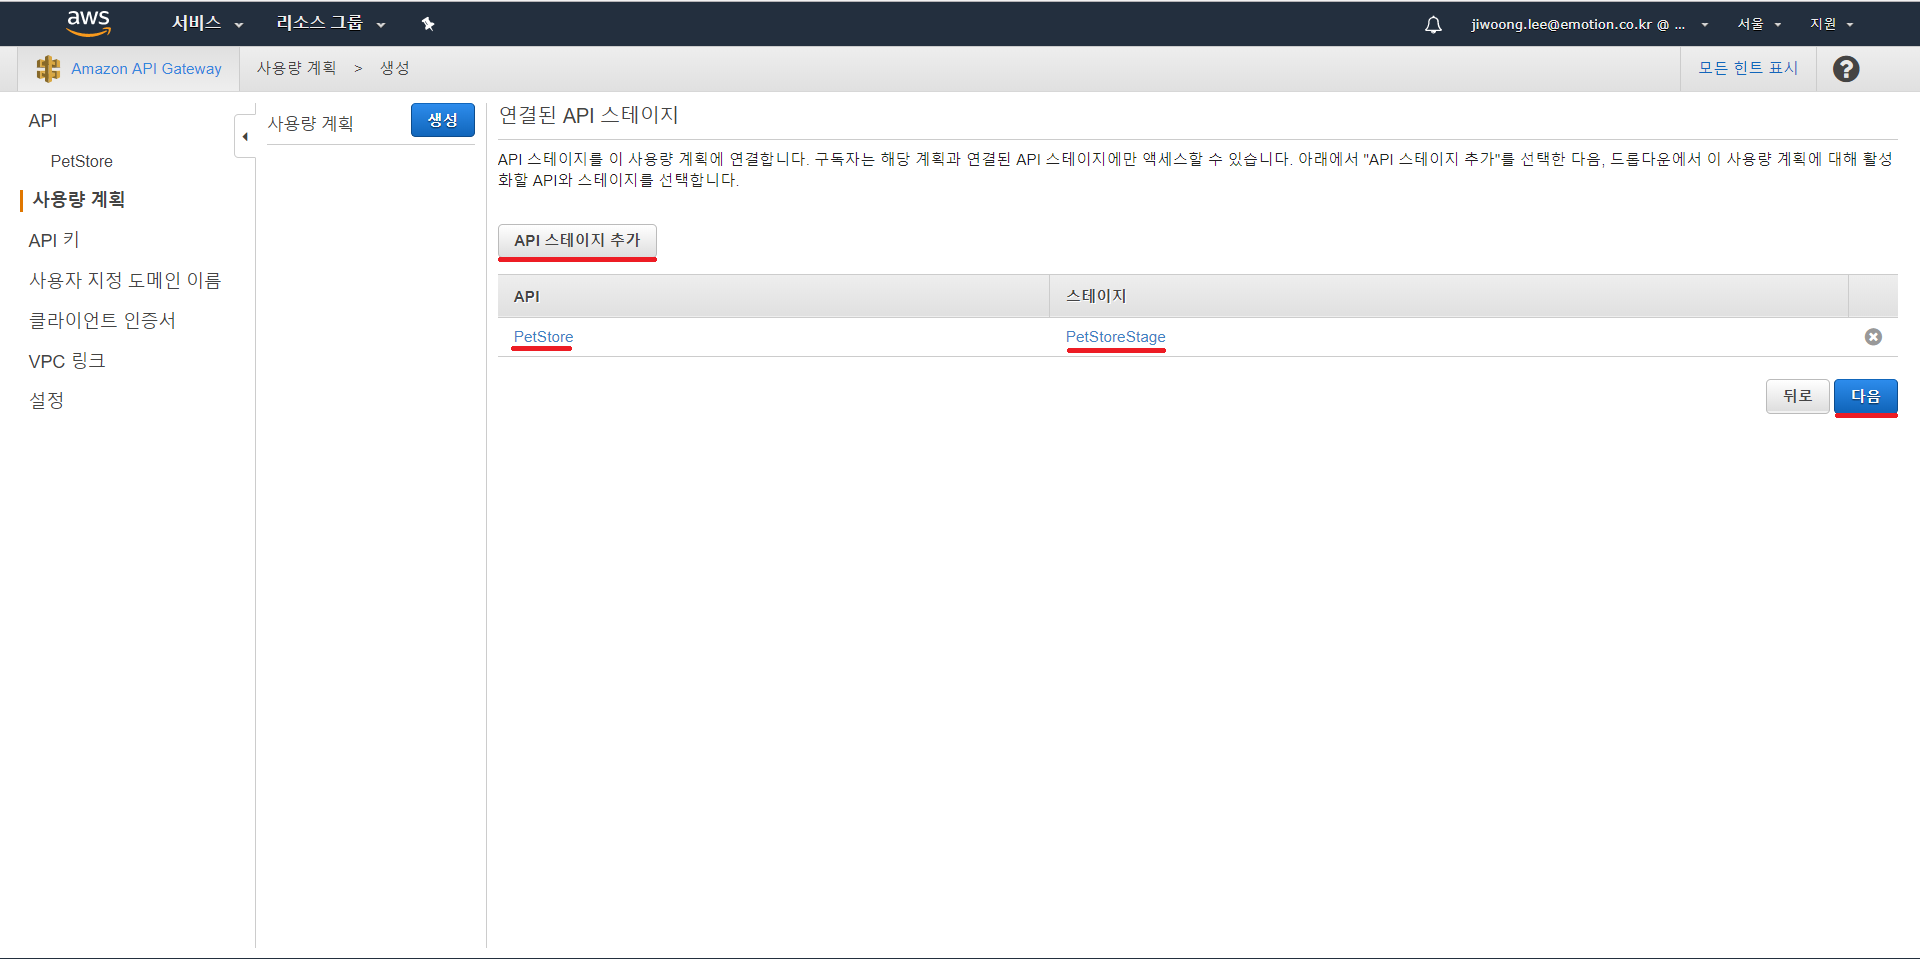 aws 서비스 리소스 그룹 jiwoong.lee@emotion.co.kr @ ... 서울 지원
Amazon API Gateway 사용량 계획 > 생성 모든 힌트 표시 ?
API
PetStore
사용량 계획
API 키
사용자 지정 도메인 이름
클라이언트 인증서
VPC 링크
설정
사용량 계획 생성
연결된 API 스테이지
API 스테이지를 이 사용량 계획에 연결합니다. 구독자는 해당 계획과 연결된 API 스테이지에만 액세스할 수 있습니다. 아래에서 "API 스테이지 추가"를 선택한 다음, 드롭다운에서 이 사용량 계획에 대해 활성
화할 API와 스테이지를 선택합니다.
API 스테이지 추가
API 스테이지
PetStore PetStoreStage
뒤로 다음